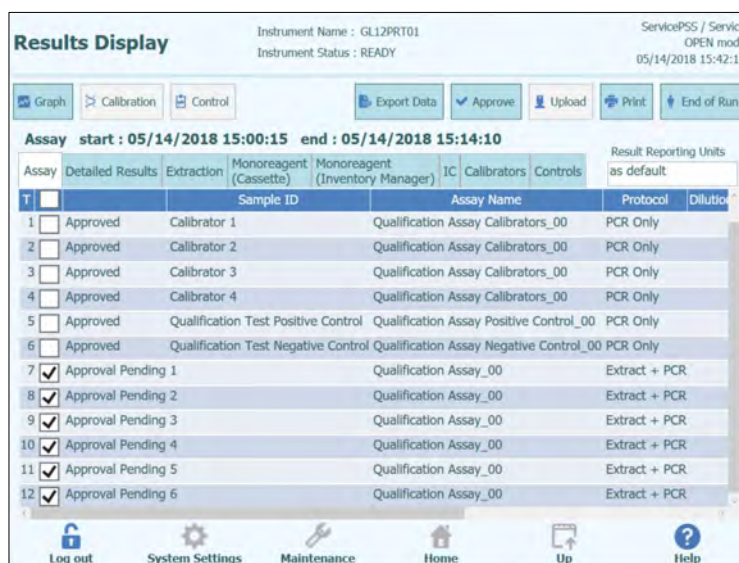 Results Display
Instrument Name : GL12PRT01
Instrument Status : READY
ServicePSS / Servic
OPEN mod
05/14/2018 15:42:1
Graph Calibration Control Export Data Approve Upload Print End of Run
Assay start : 05/14/2018 15:00:15 end : 05/14/2018 15:14:10
Result Reporting Units
as default
Assay Detailed Results Extraction Monoreagent (Cassette) Monoreagent (Inventory Manager) IC Calibrators Controls
T Sample ID Assay Name Protocol Dilution
1 Approved Calibrator 1 Qualification Assay Calibrators_00 PCR Only
2 Approved Calibrator 2 Qualification Assay Calibrators_00 PCR Only
3 Approved Calibrator 3 Qualification Assay Calibrators_00 PCR Only
4 Approved Calibrator 4 Qualification Assay Calibrators_00 PCR Only
5 Approved Qualification Test Positive Control Qualification Assay Positive Control_00 PCR Only
6 Approved Qualification Test Negative Control Qualification Assay Negative Control_00 PCR Only
7 Approval Pending 1 Qualification Assay_00 Extract + PCR
8 Approval Pending 2 Qualification Assay_00 Extract + PCR
9 Approval Pending 3 Qualification Assay_00 Extract + PCR
10 Approval Pending 4 Qualification Assay_00 Extract + PCR
11 Approval Pending 5 Qualification Assay_00 Extract + PCR
12 Approval Pending 6 Qualification Assay_00 Extract + PCR
Log out System Settings Maintenance Home Up Help